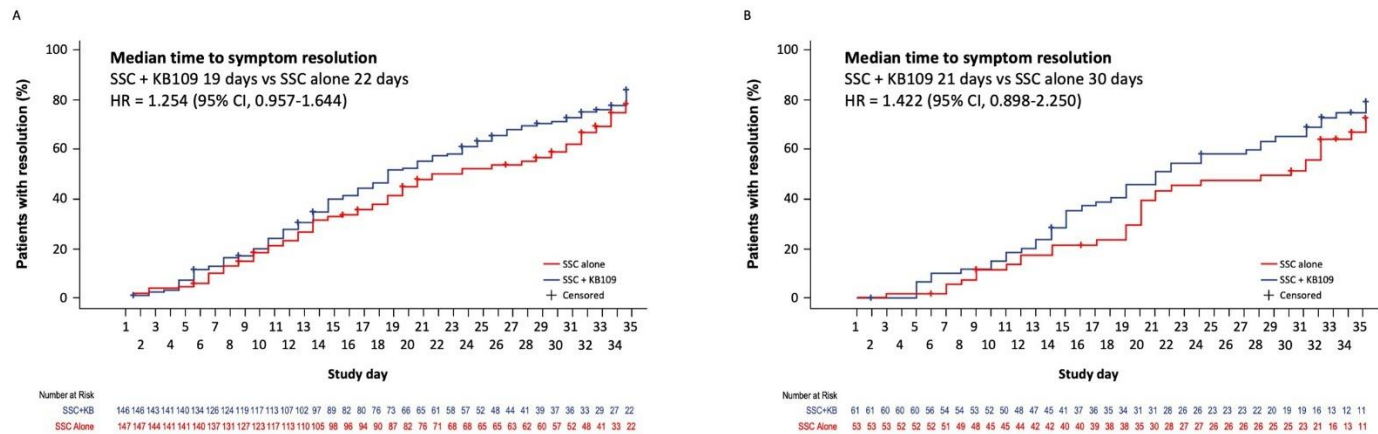 A
Median time to symptom resolution
SSC + KB109 19 days vs SSC alone 22 days
HR = 1.254 (95% CI, 0.957-1.644)
Patients with resolution (%)
100
80
60
40
20
0
SSC alone
SSC + KB109
Censored
1 3 5 7 9 11 13 15 17 19 21 23 25 27 29 31 33 35
2 4 6 8 10 12 14 16 18 20 22 24 26 28 30 32 34
Study day
Number at Risk
SSC+KB 146 146 143 141 140 134 126 124 119 117 113 107 102 97 89 82 80 76 73 66 65 61 58 57 52 48 44 41 39 37 36 33 29 27 22
SSC Alone 147 147 144 141 141 140 137 131 127 123 117 113 110 105 98 96 94 90 87 82 76 71 68 68 65 65 63 62 60 57 52 48 41 33 22
B
Median time to symptom resolution
SSC + KB109 21 days vs SSC alone 30 days
HR = 1.422 (95% CI, 0.898-2.250)
Patients with resolution (%)
100
80
60
40
20
0
SSC alone
SSC + KB109
Censored
1 3 5 7 9 11 13 15 17 19 21 23 25 27 29 31 33 35
2 4 6 8 10 12 14 16 18 20 22 24 26 28 30 32 34
Study day
Number at Risk
SSC+KB 61 61 60 60 60 56 54 54 53 52 50 48 47 45 41 37 36 35 34 31 31 28 26 26 23 23 23 22 20 19 19 16 13 12 11
SSC Alone 53 53 53 52 52 52 51 49 48 45 45 44 44 42 42 40 40 40 38 38 35 30 28 27 26 26 26 26 26 25 25 23 21 16 13 11